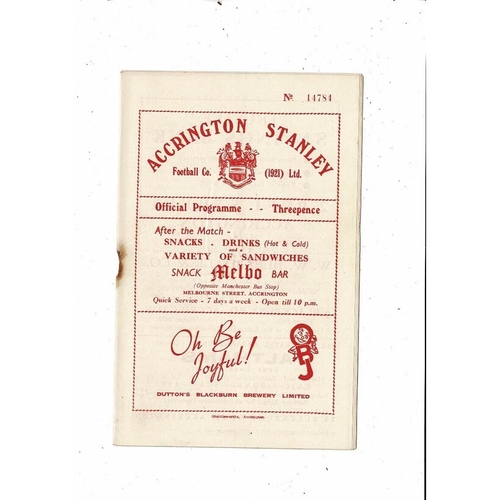 Nº 14784
ACCRINGTON STANLEY
Football Co. (1921) Ltd.
Official Programme - - Threepence
After the Match -
SNACKS . DRINKS (Hot & Cold)
and a
VARIETY OF SANDWICHES
SNACK Melbo BAR
(Opposite Manchester Bus Stop)
MELBOURNE STREET, ACCRINGTON
Quick Service - 7 days a week - Open till 10 p.m.
Oh Be
Joyful!
OBJ
DUTTON'S BLACKBURN BREWERY LIMITED